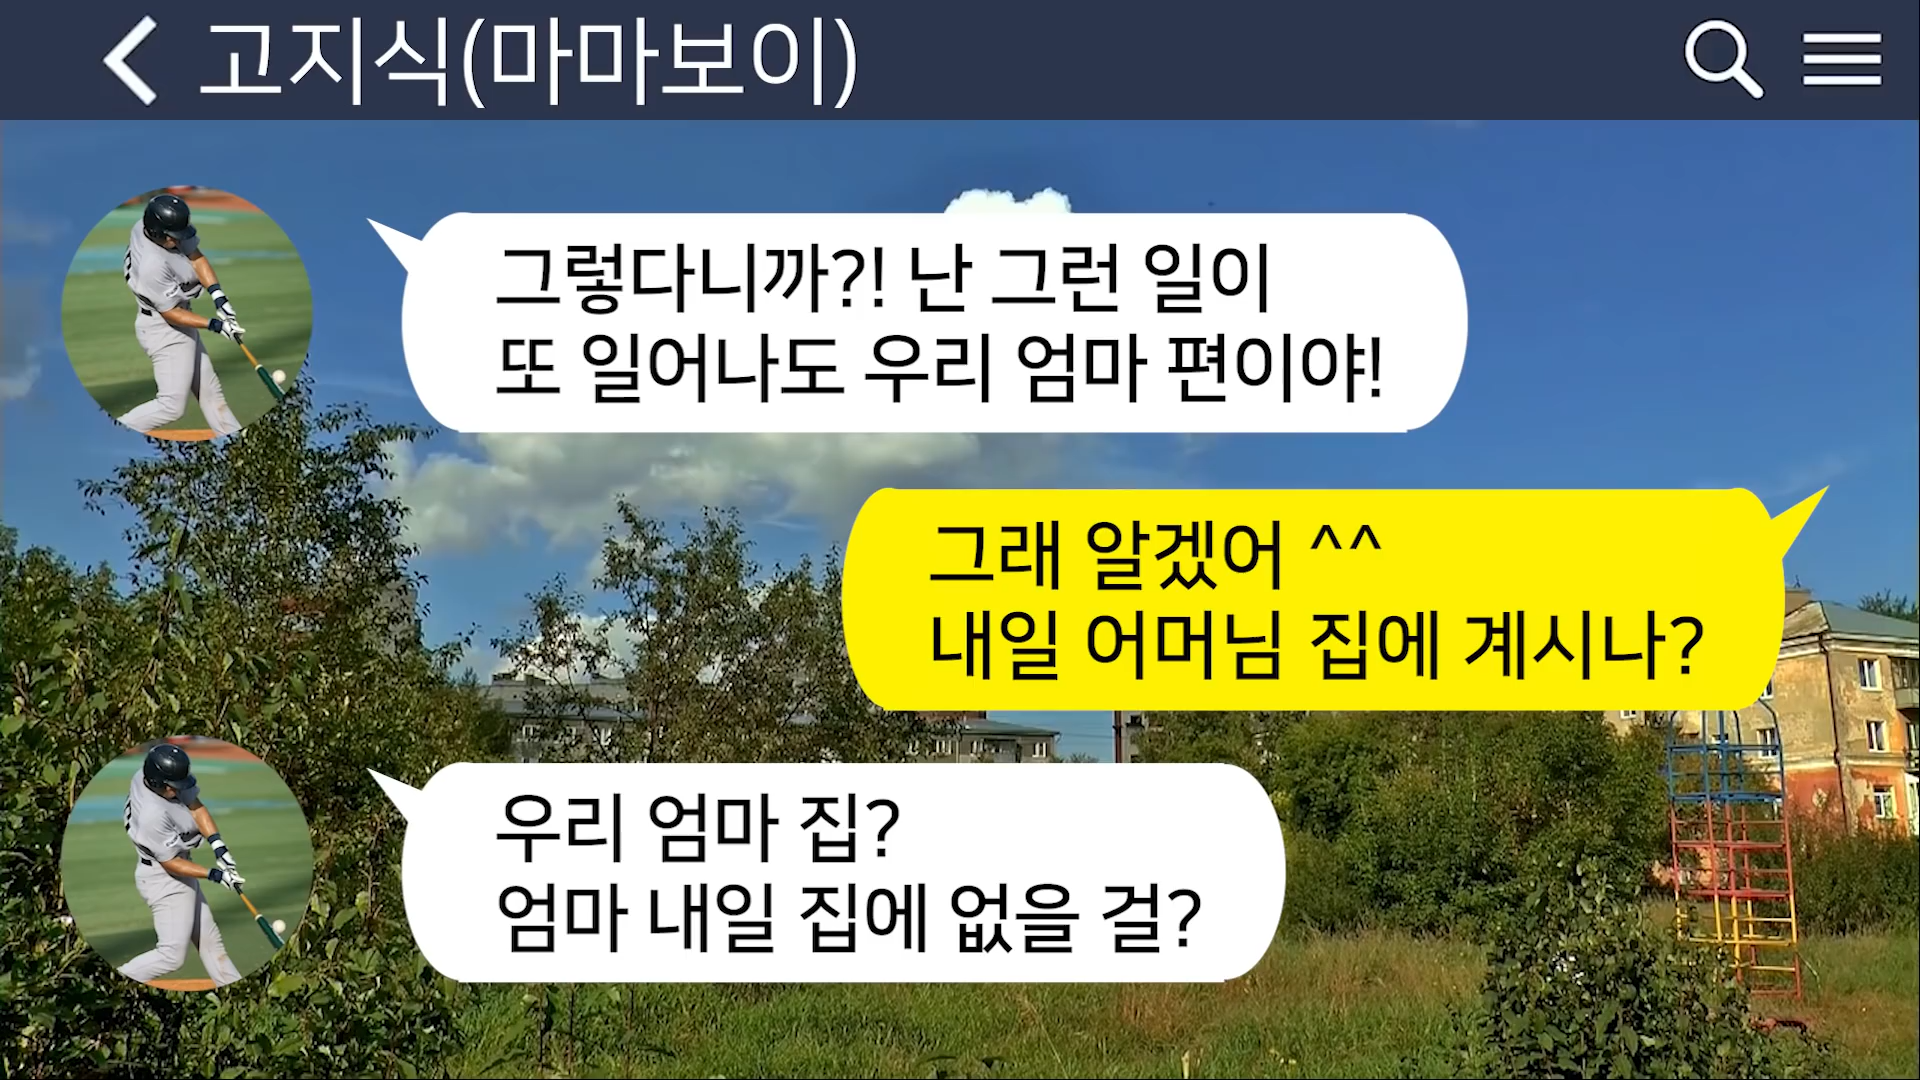 고지식(마마보이)
그렇다니까?! 난 그런 일이
또 일어나도 우리 엄마 편이야!
그래 알겠어 ^^
내일 어머님 집에 계시나?
우리 엄마 집?
엄마 내일 집에 없을 걸?